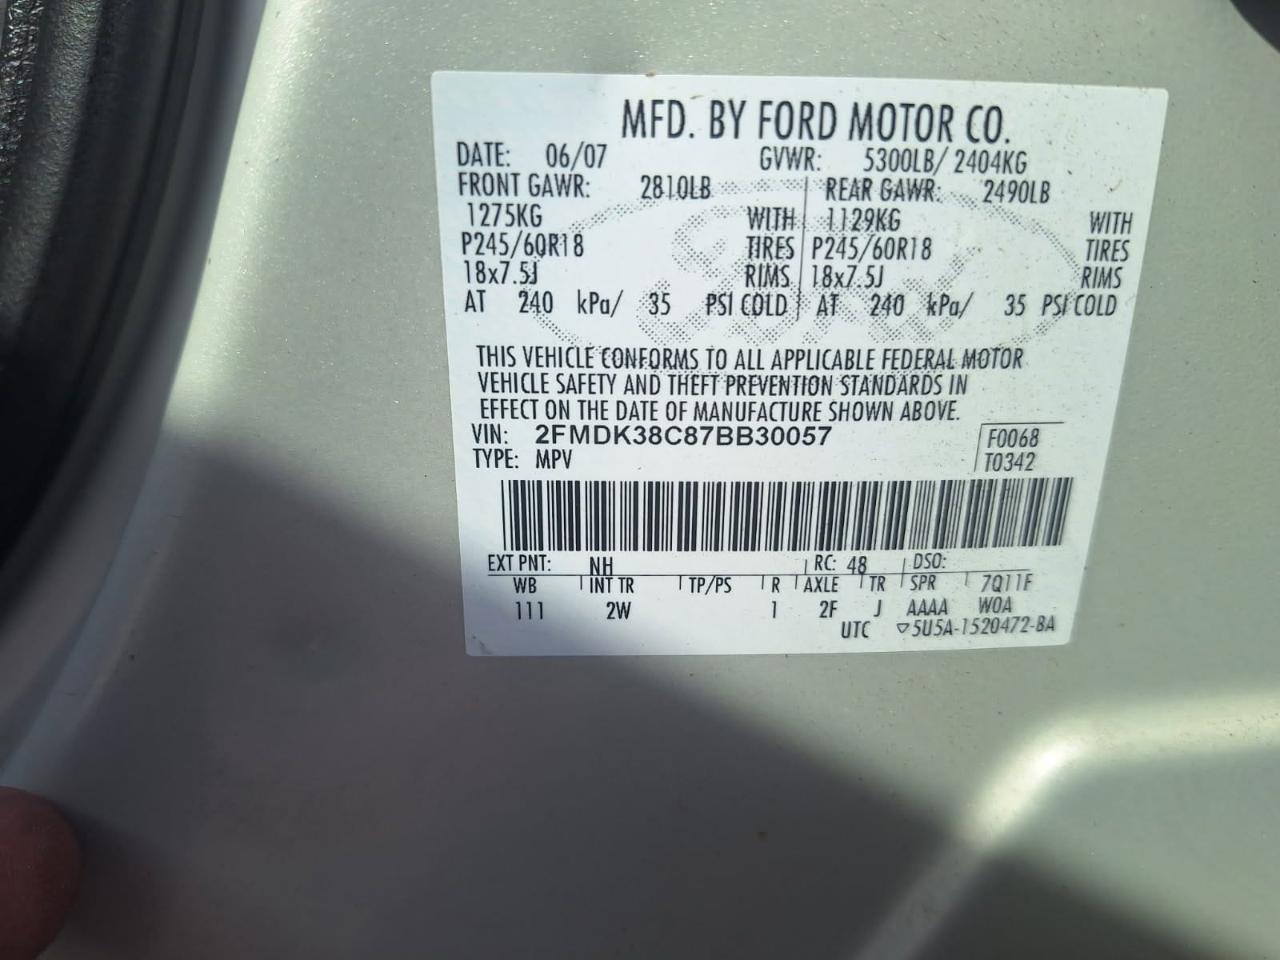 MFD. BY FORD MOTOR CO.
DATE: 06/07 GVWR: 5300LB/ 2404KG
FRONT GAWR: 2810LB REAR GAWR: 2490LB
1275KG WITH 1129KG WITH
P245/60R18 TIRES P245/60R18 TIRES
18x7.5J RIMS 18x7.5J RIMS
AT 240 kPa/ 35 PSI COLD AT 240 kPa/ 35 PSI COLD
THIS VEHICLE CONFORMS TO ALL APPLICABLE FEDERAL MOTOR
VEHICLE SAFETY AND THEFT PREVENTION STANDARDS IN
EFFECT ON THE DATE OF MANUFACTURE SHOWN ABOVE.
VIN: 2FMDK38C87BB30057 F0068
TYPE: MPV T0342
EXT PNT: NH RC: 48 DSO:
WB INT TR TP/PS R AXLE TR SPR 7Q11F
111 2W 1 2F J AAAA WOA
UTC ▽5U5A-1520472-BA